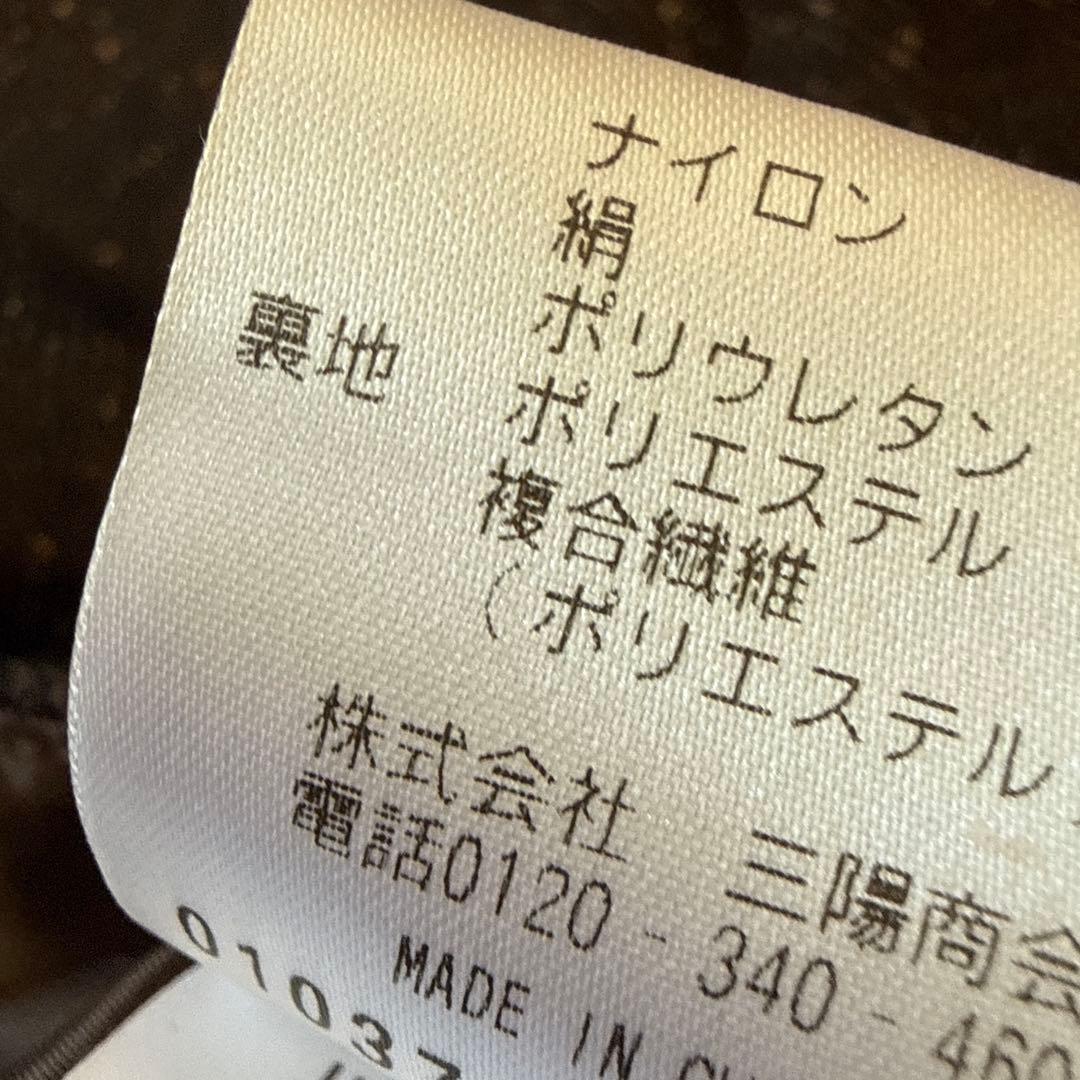 ナイロン
絹
ポリウレタン
裏地 ポリエステル
複合繊維
(ポリエステル
株式会社 三陽商会
電話0120-340-460
MADE IN
01037